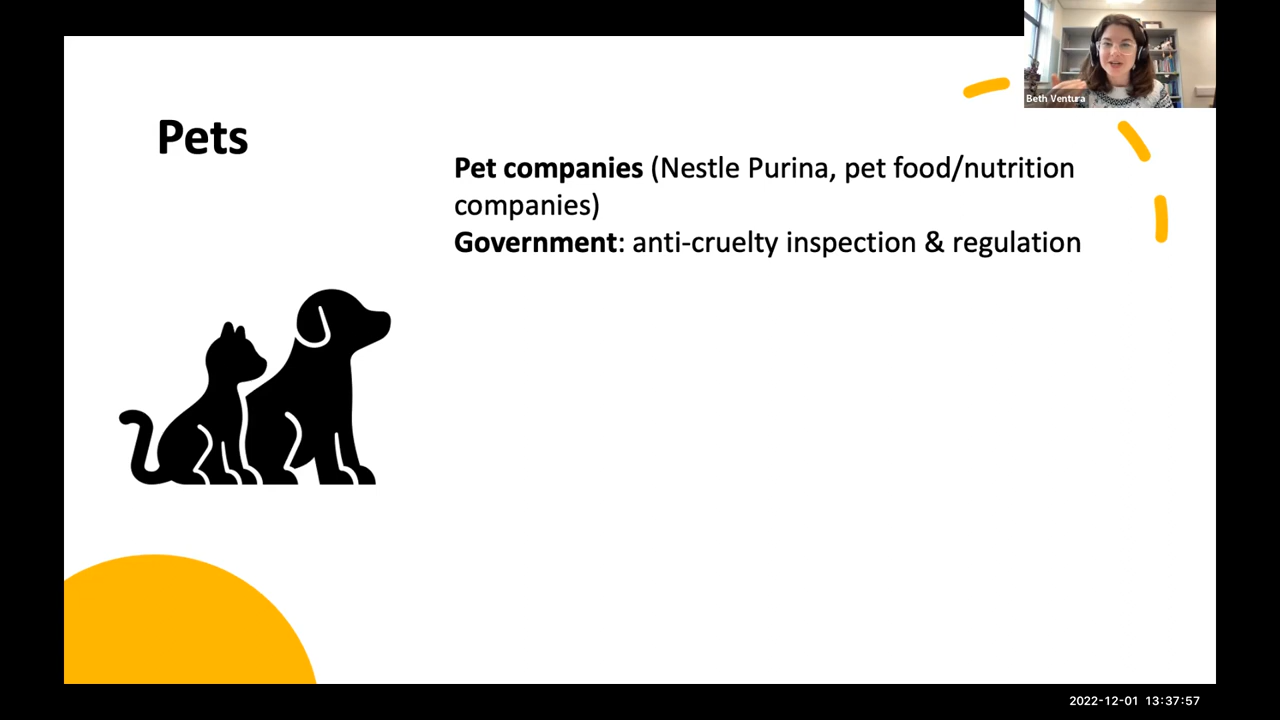 Beth Ventura
Pets
Pet companies (Nestle Purina, pet food/nutrition
companies)
Government: anti-cruelty inspection & regulation
2022-12-01 13:37:57